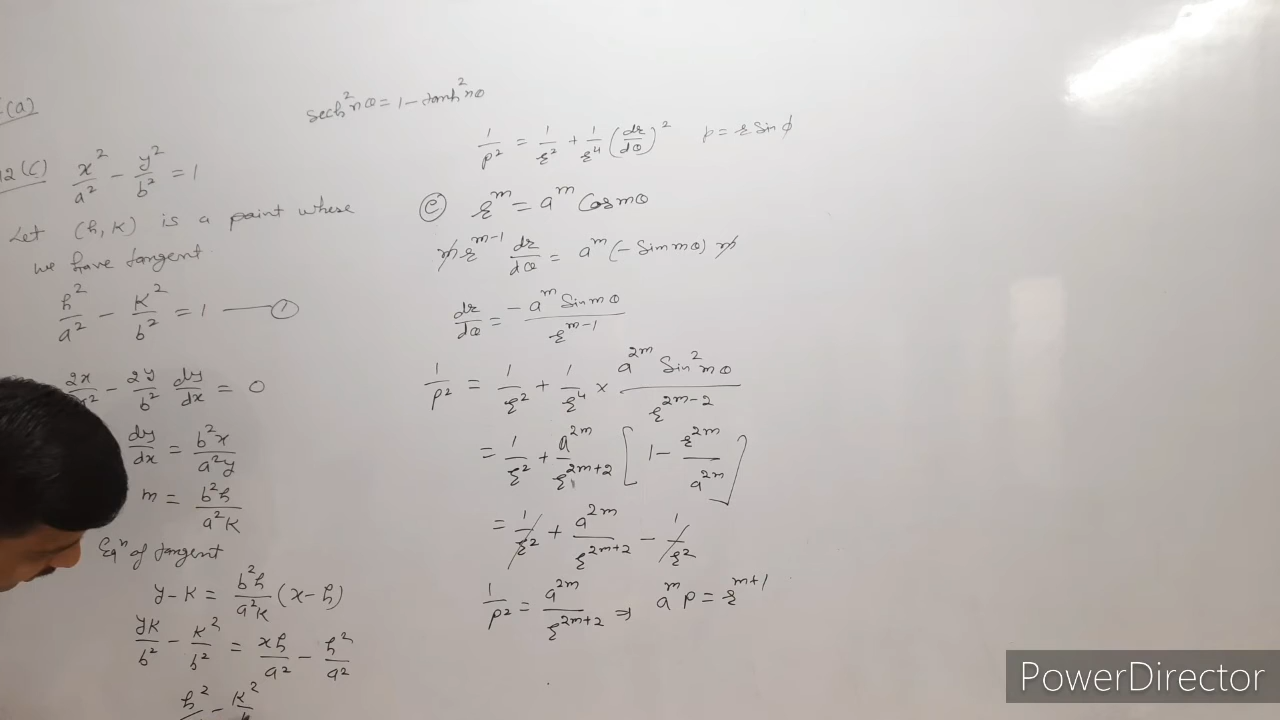 (a)
12(C) x²/a² - y²/b² = 1
Let (h, K) is a point where
we have tangent
h²/a² - K²/b² = 1 —— ①
2x/a² - 2y/b² dy/dx = 0
dy/dx = b²x/a²y
m = b²h/a²K
Eqⁿ of tangent
y - K = b²h/a²K (x - h)
yK/b² - K²/b² = xh/a² - h²/a²
h² - K²
sech²nθ = 1 - tanh²nθ
1/p² = 1/r² + 1/r⁴ (dr/dθ)² p = r Sin ϕ
(e) r^m = a^m Cos mθ
m r^(m-1) dr/dθ = a^m (- Sin mθ) m
dr/dθ = - a^m Sin mθ / r^(m-1)
1/p² = 1/r² + 1/r⁴ × a^(2m) Sin² mθ / r^(2m-2)
= 1/r² + a^(2m)/r^(2m+2) [1 - r^(2m)/a^(2m)]
= 1/r² + a^(2m)/r^(2m+2) - 1/r²
1/p² = a^(2m)/r^(2m+2) ⇒ a^m p = r^(m+1)
PowerDirector